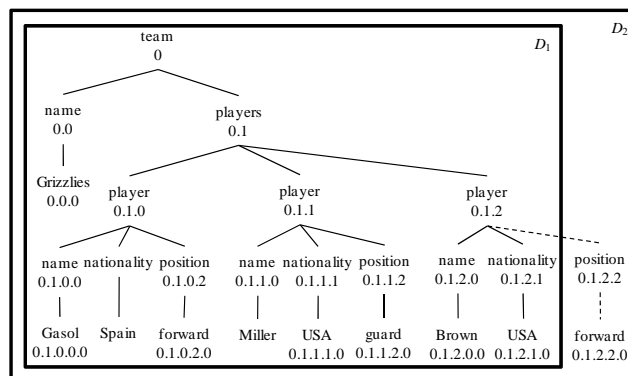 team D1 D2
0
name players
0.0 0.1
Grizzlies
0.0.0
player player player
0.1.0 0.1.1 0.1.2
name nationality position name nationality position name nationality position
0.1.0.0 0.1.0.2 0.1.1.0 0.1.1.1 0.1.1.2 0.1.2.0 0.1.2.1 0.1.2.2
Gasol Spain forward Miller USA guard Brown USA forward
0.1.0.0.0 0.1.0.2.0 0.1.1.1.0 0.1.1.2.0 0.1.2.0.0 0.1.2.1.0 0.1.2.2.0